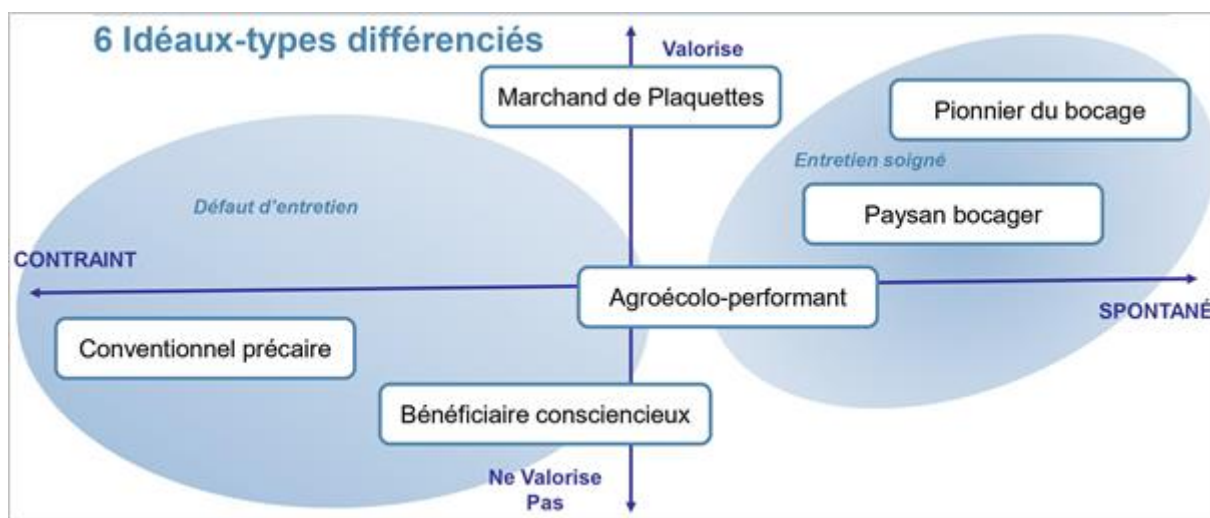 6 Idéaux-types différenciés
Valorise
Marchand de Plaquettes
Pionnier du bocage
Entretien soigné
Défaut d'entretien
Paysan bocager
CONTRAINT
Agroécolo-performant
SPONTANÉ
Conventionnel précaire
Bénéficiaire consciencieux
Ne Valorise
Pas